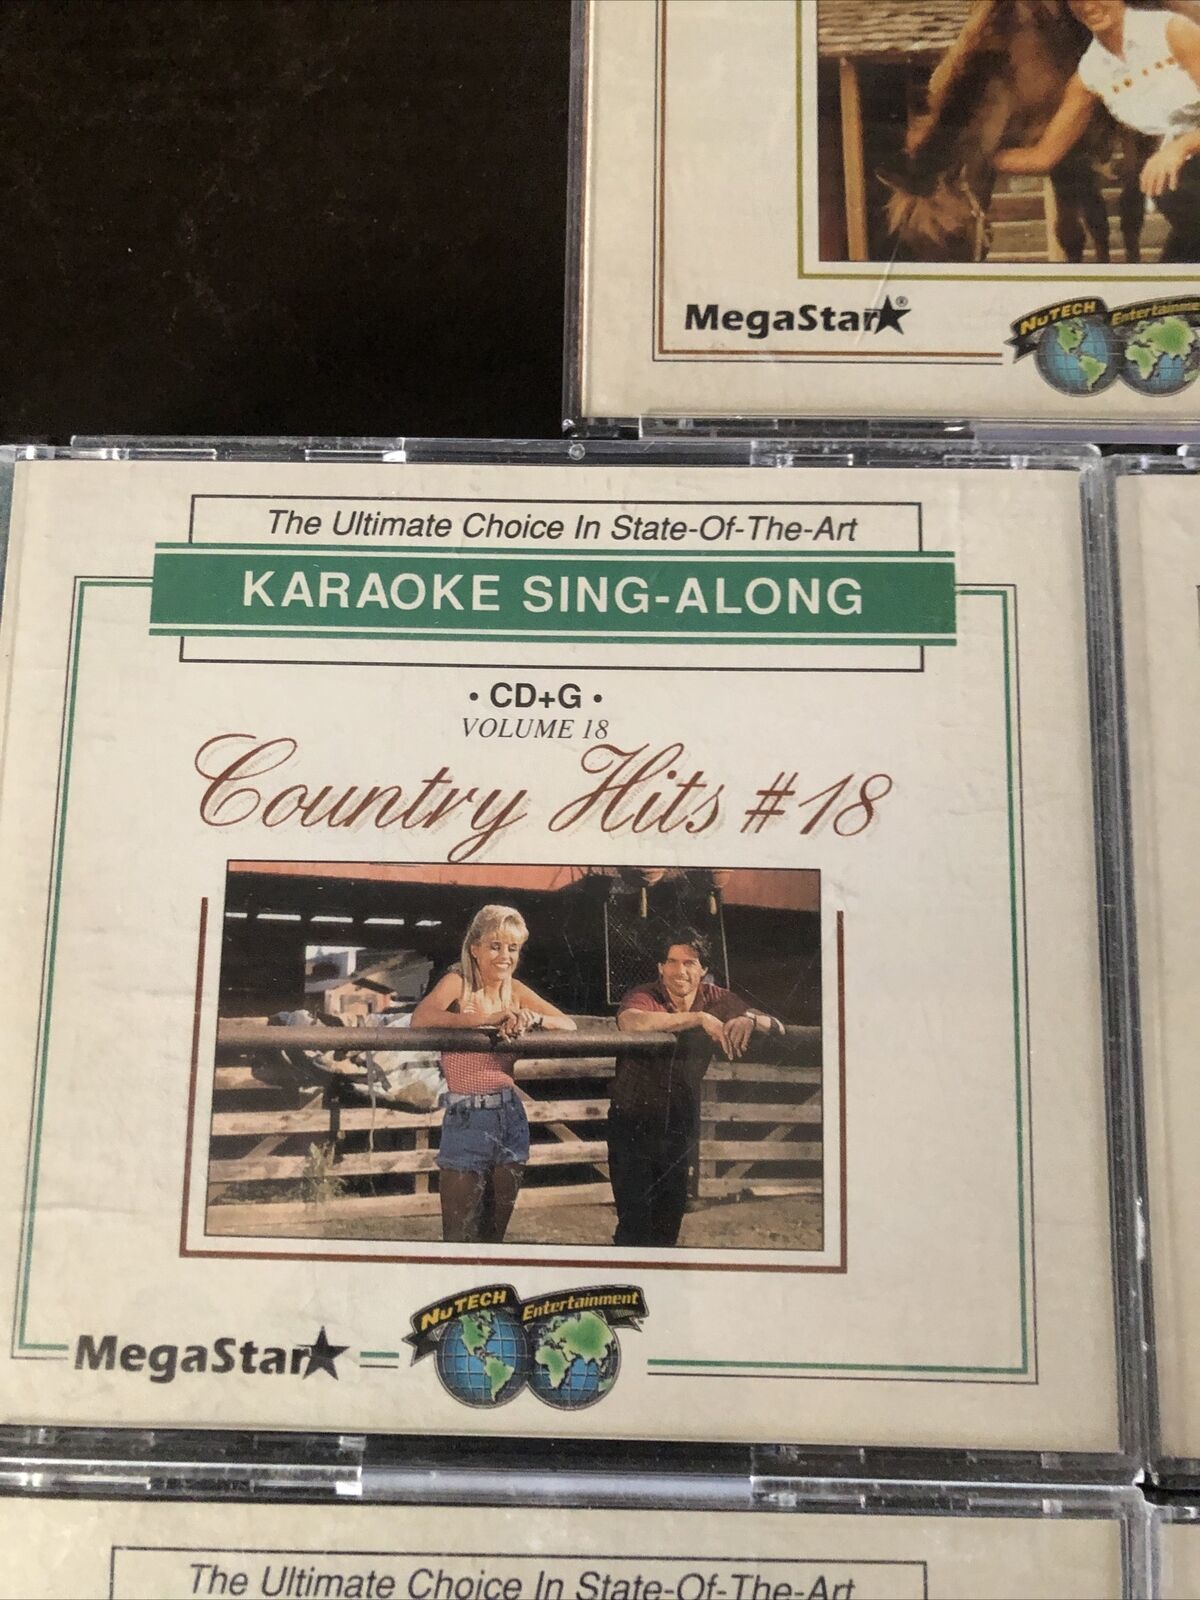 MegaStar®
NuTECH Entertainment
The Ultimate Choice In State-Of-The-Art
KARAOKE SING-ALONG
• CD+G •
VOLUME 18
Country Hits #18
MegaStar
NuTECH Entertainment
The Ultimate Choice In State-Of-The-Art